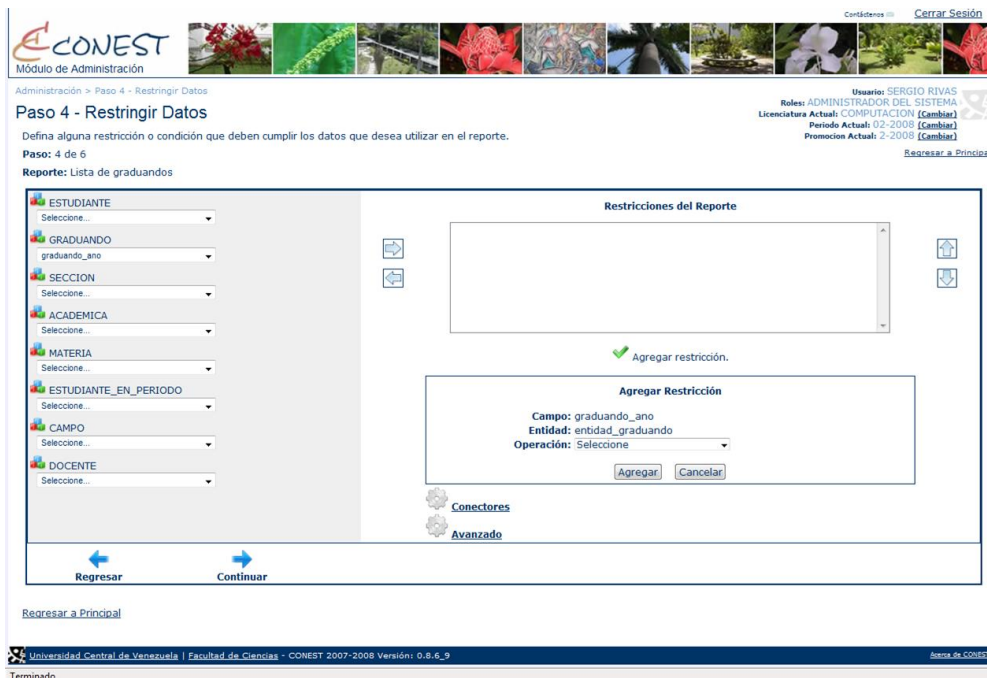 Contáctenos
Cerrar Sesión
CONEST
Módulo de Administración
Administración > Paso 4 - Restringir Datos
Usuario: SERGIO RIVAS
Paso 4 - Restringir Datos
Roles: ADMINISTRADOR DEL SISTEMA
Licenciatura Actual: COMPUTACION (Cambiar)
Defina alguna restricción o condición que deben cumplir los datos que desea utilizar en el reporte.
Periodo Actual: 02-2008 (Cambiar)
Promocion Actual: 2-2008 (Cambiar)
Paso: 4 de 6
Regresar a Principa
Reporte: Lista de graduandos
ESTUDIANTE
Seleccione...
GRADUANDO
graduando_ano
SECCION
Seleccione...
ACADEMICA
Seleccione...
MATERIA
Seleccione...
ESTUDIANTE_EN_PERIODO
Seleccione...
CAMPO
Seleccione...
DOCENTE
Seleccione...
Restricciones del Reporte
Agregar restricción.
Agregar Restricción
Campo: graduando_ano
Entidad: entidad_graduando
Operación: Seleccione
Agregar Cancelar
Conectores
Avanzado
Regresar Continuar
Regresar a Principal
Universidad Central de Venezuela | Facultad de Ciencias - CONEST 2007-2008 Versión: 0.8.6_9
Acerca de CONEST
Terminado